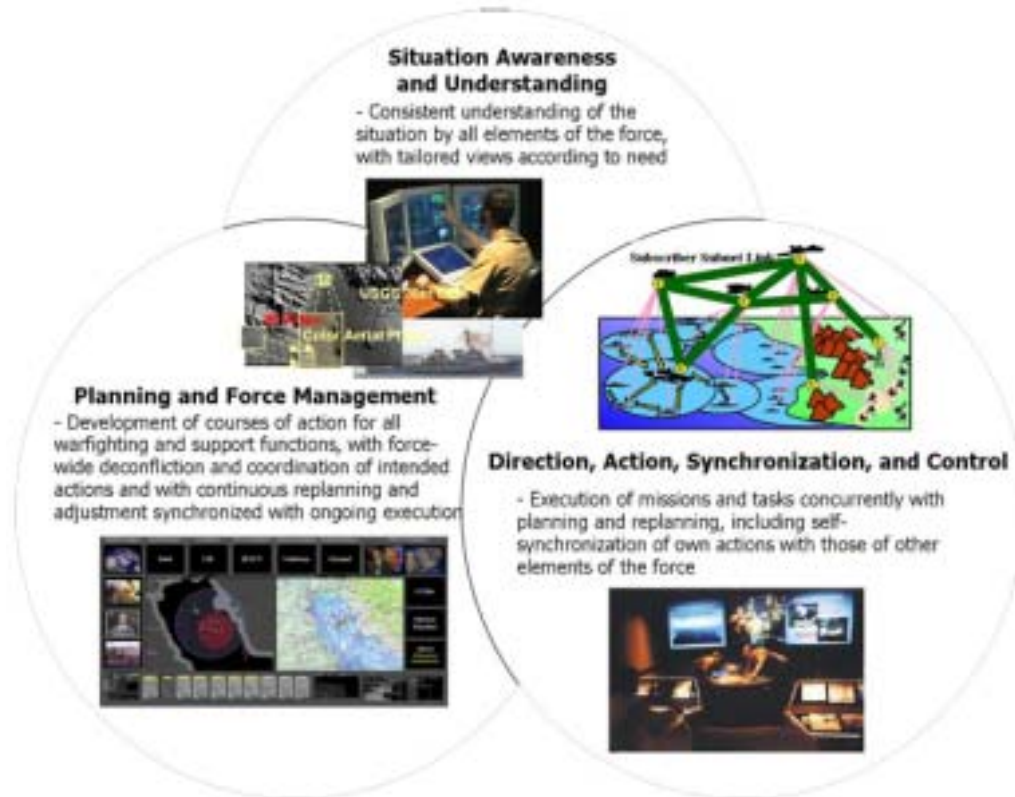 Situation Awareness
and Understanding
- Consistent understanding of the
situation by all elements of the force,
with tailored views according to need
Subscriber Subnet Link
USGS
Color Aerial
Planning and Force Management
- Development of courses of action for all
warfighting and support functions, with force-
wide deconfliction and coordination of intended
actions and with continuous replanning and
adjustment synchronized with ongoing execution
Direction, Action, Synchronization, and Control
- Execution of missions and tasks concurrently with
planning and replanning, including self-
synchronization of own actions with those of other
elements of the force